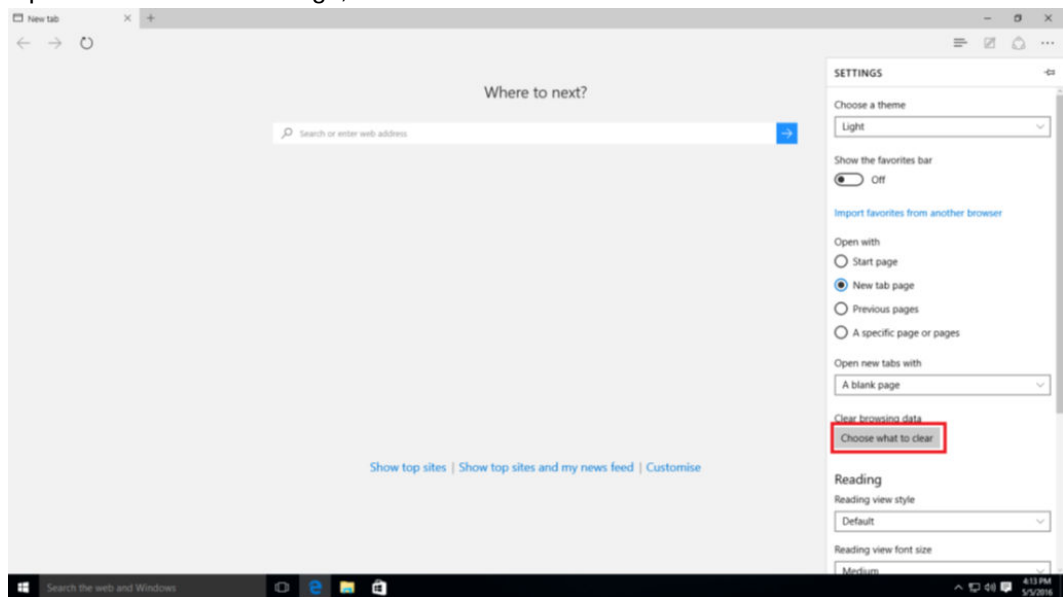 New tab
Where to next?
Search or enter web address
Show top sites | Show top sites and my news feed | Customise
SETTINGS
Choose a theme
Light
Show the favorites bar
Off
Import favorites from another browser
Open with
Start page
New tab page
Previous pages
A specific page or pages
Open new tabs with
A blank page
Clear browsing data
Choose what to clear
Reading
Reading view style
Default
Reading view font size
Medium
Search the web and Windows
4:13 PM
5/5/2016